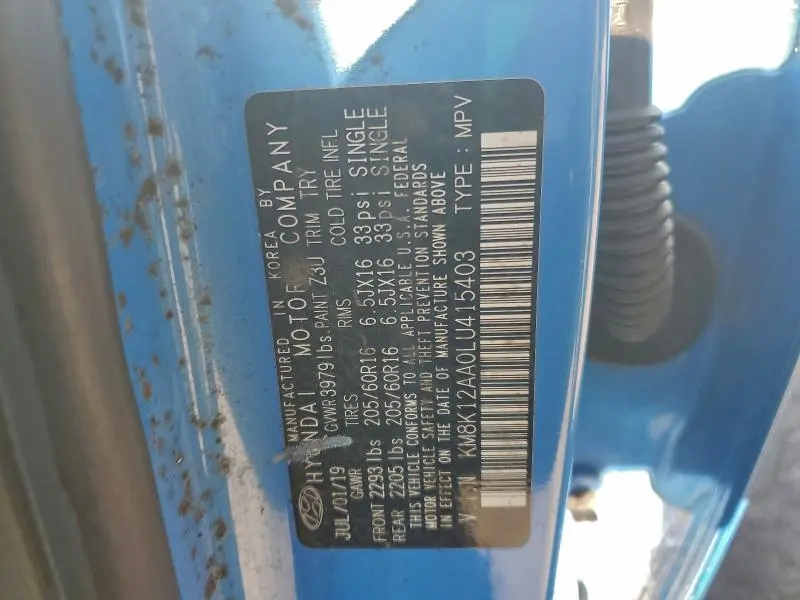 MANUFACTURED IN KOREA BY
HYUNDAI MOTOR COMPANY
JUL/01/19 GVWR 3979lbs. PAINT Z3U TRIM TRY
GAWR TIRES RMS COLD TIRE INFL
FRONT 2293lbs 205/60R16 6.5JX16 33psi SINGLE
REAR 2205lbs 205/60R16 6.5JX16 33psi SINGLE
THIS VEHICLE CONFORMS TO ALL APPLICABLE U.S.A. FEDERAL
MOTOR VEHICLE SAFETY AND THEFT PREVENTION STANDARDS
IN EFFECT ON THE DATE OF MANUFACTURE SHOWN ABOVE
KM8K12AA0LU415403 TYPE : MPV